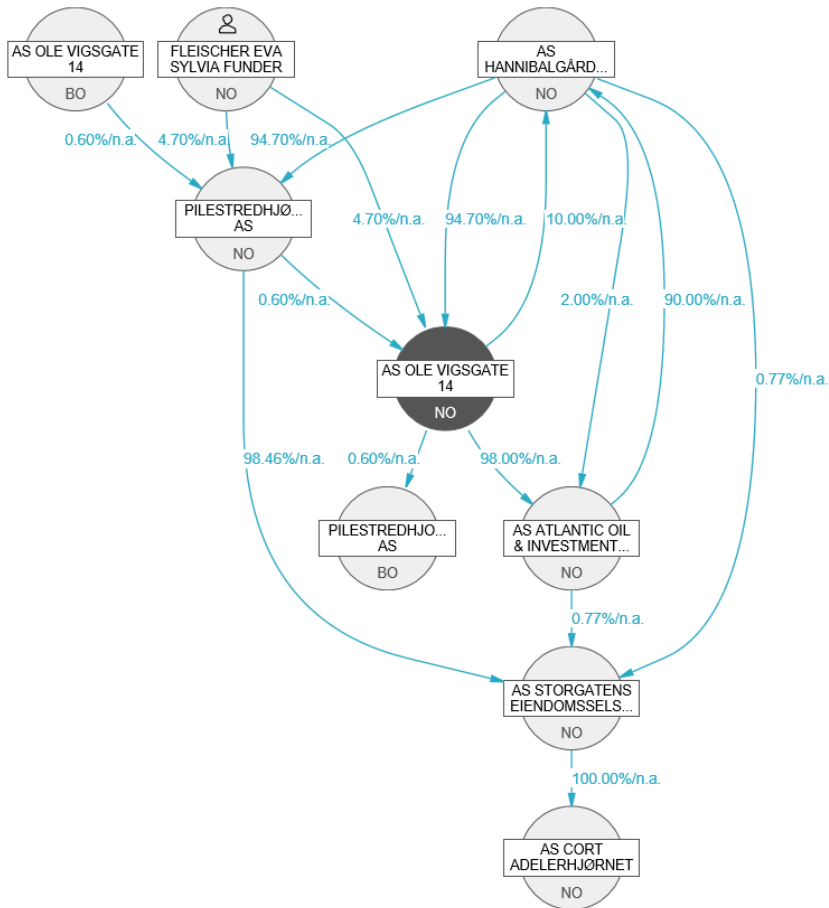 AS OLE VIGSGATE
14
BO
FLEISCHER EVA
SYLVIA FUNDER
NO
AS
HANNIBALGÅRD...
NO
0.60%/n.a.
4.70%/n.a.
94.70%/n.a.
PILESTREDHJØ...
AS
NO
4.70%/n.a.
94.70%/n.a.
10.00%/n.a.
0.60%/n.a.
2.00%/n.a.
90.00%/n.a.
AS OLE VIGSGATE
14
NO
0.77%/n.a.
98.46%/n.a.
0.60%/n.a.
98.00%/n.a.
PILESTREDHJO...
AS
BO
AS ATLANTIC OIL
& INVESTMENT...
NO
0.77%/n.a.
AS STORGATENS
EIENDOMSSELS...
NO
100.00%/n.a.
AS CORT
ADELERHJØRNET
NO